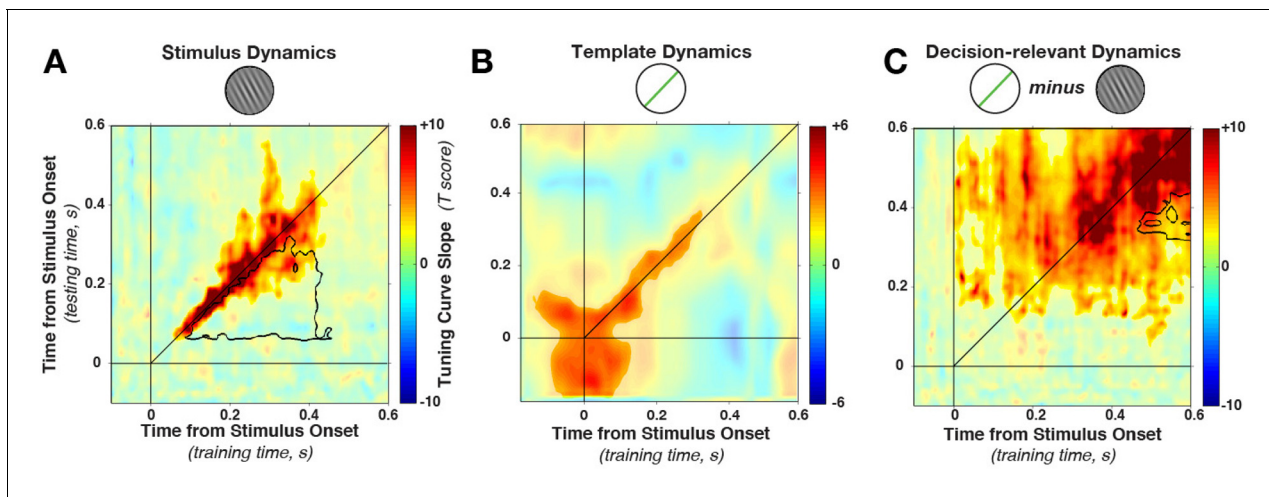 A
Stimulus Dynamics
0.6
0.4
0.2
0
0
0.2
0.4
0.6
Time from Stimulus Onset
(testing time, s)
Time from Stimulus Onset
(training time, s)
+10
0
-10
Tuning Curve Slope (T score)
B
Template Dynamics
0.6
0.4
0.2
0
0
0.2
0.4
0.6
Time from Stimulus Onset
(training time, s)
+6
0
-6
C
Decision-relevant Dynamics
minus
0.6
0.4
0.2
0
0
0.2
0.4
0.6
Time from Stimulus Onset
(training time, s)
+10
0
-10